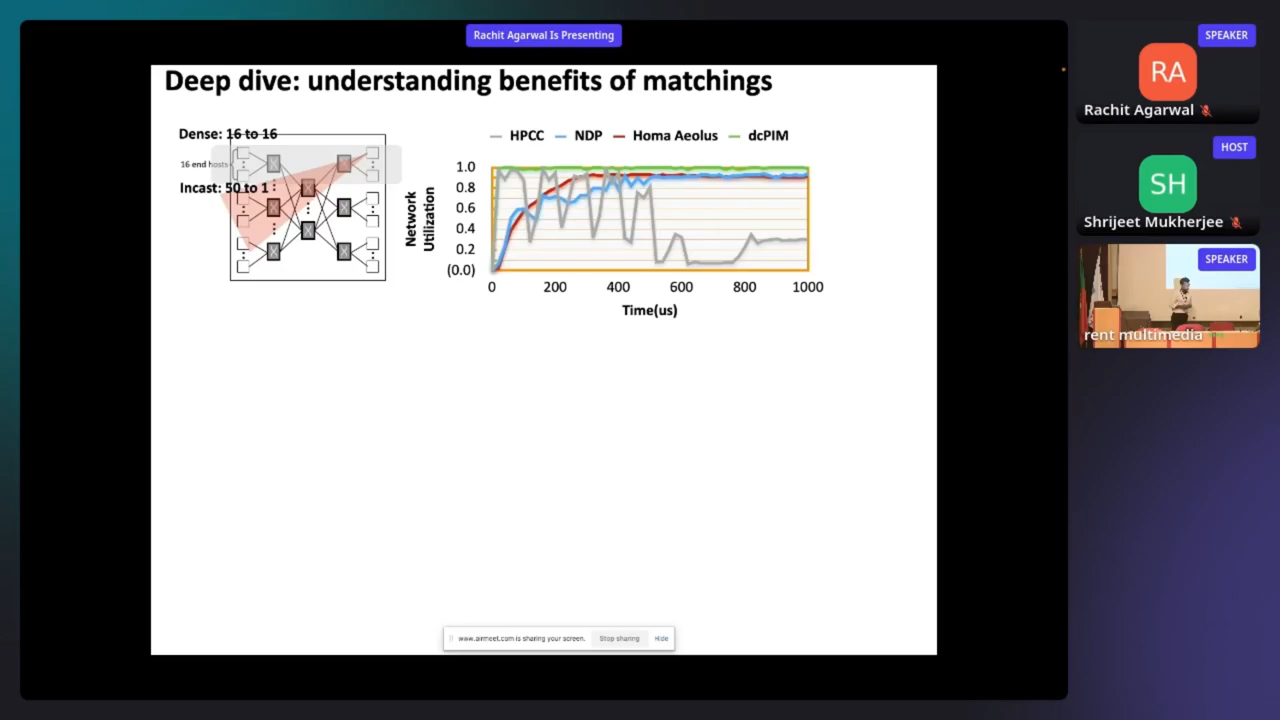 Rachit Agarwal Is Presenting
Deep dive: understanding benefits of matchings
Dense: 16 to 16
16 end hosts
Incast: 50 to 1
HPCC
NDP
Homa Aeolus
dcPIM
Network
Utilization
1.0
0.8
0.6
0.4
0.2
(0.0)
0
200
400
600
800
1000
Time(us)
www.airmeet.com is sharing your screen.
Stop sharing
Hide
SPEAKER
RA
Rachit Agarwal
HOST
SH
Shrijeet Mukherjee
SPEAKER
rent multimedia